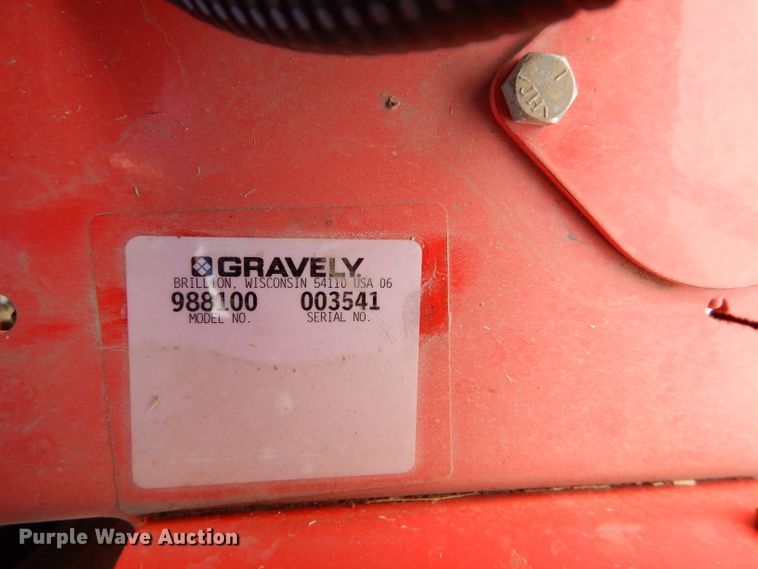 GRAVELY
BRILLION, WISCONSIN 54110 USA 06
988100 003541
MODEL NO. SERIAL NO.
Purple Wave Auction